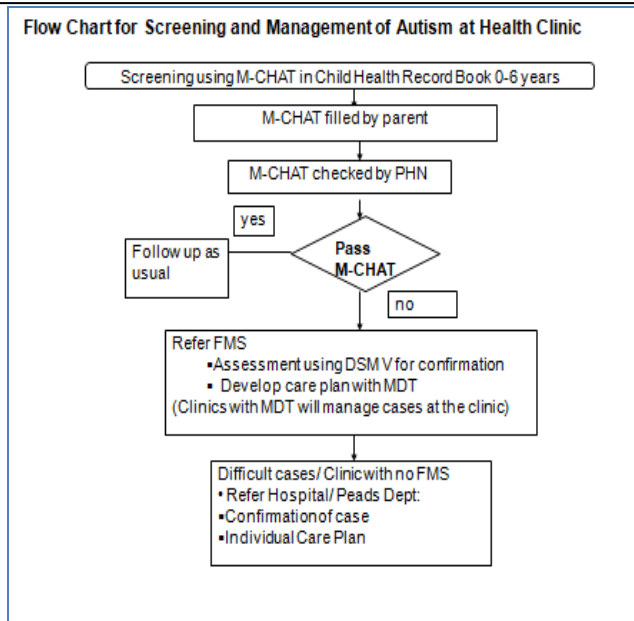 Flow Chart for Screening and Management of Autism at Health Clinic
Screening using M-CHAT in Child Health Record Book 0-6 years
M-CHAT filled by parent
M-CHAT checked by PHN
yes
Pass
M-CHAT
Follow up as
usual
no
Refer FMS
▪Assessment using DSM V for confirmation
▪ Develop care plan with MDT
(Clinics with MDT will manage cases at the clinic)
Difficult cases/ Clinic with no FMS
• Refer Hospital/ Peads Dept:
▪Confirmation of case
▪Individual Care Plan